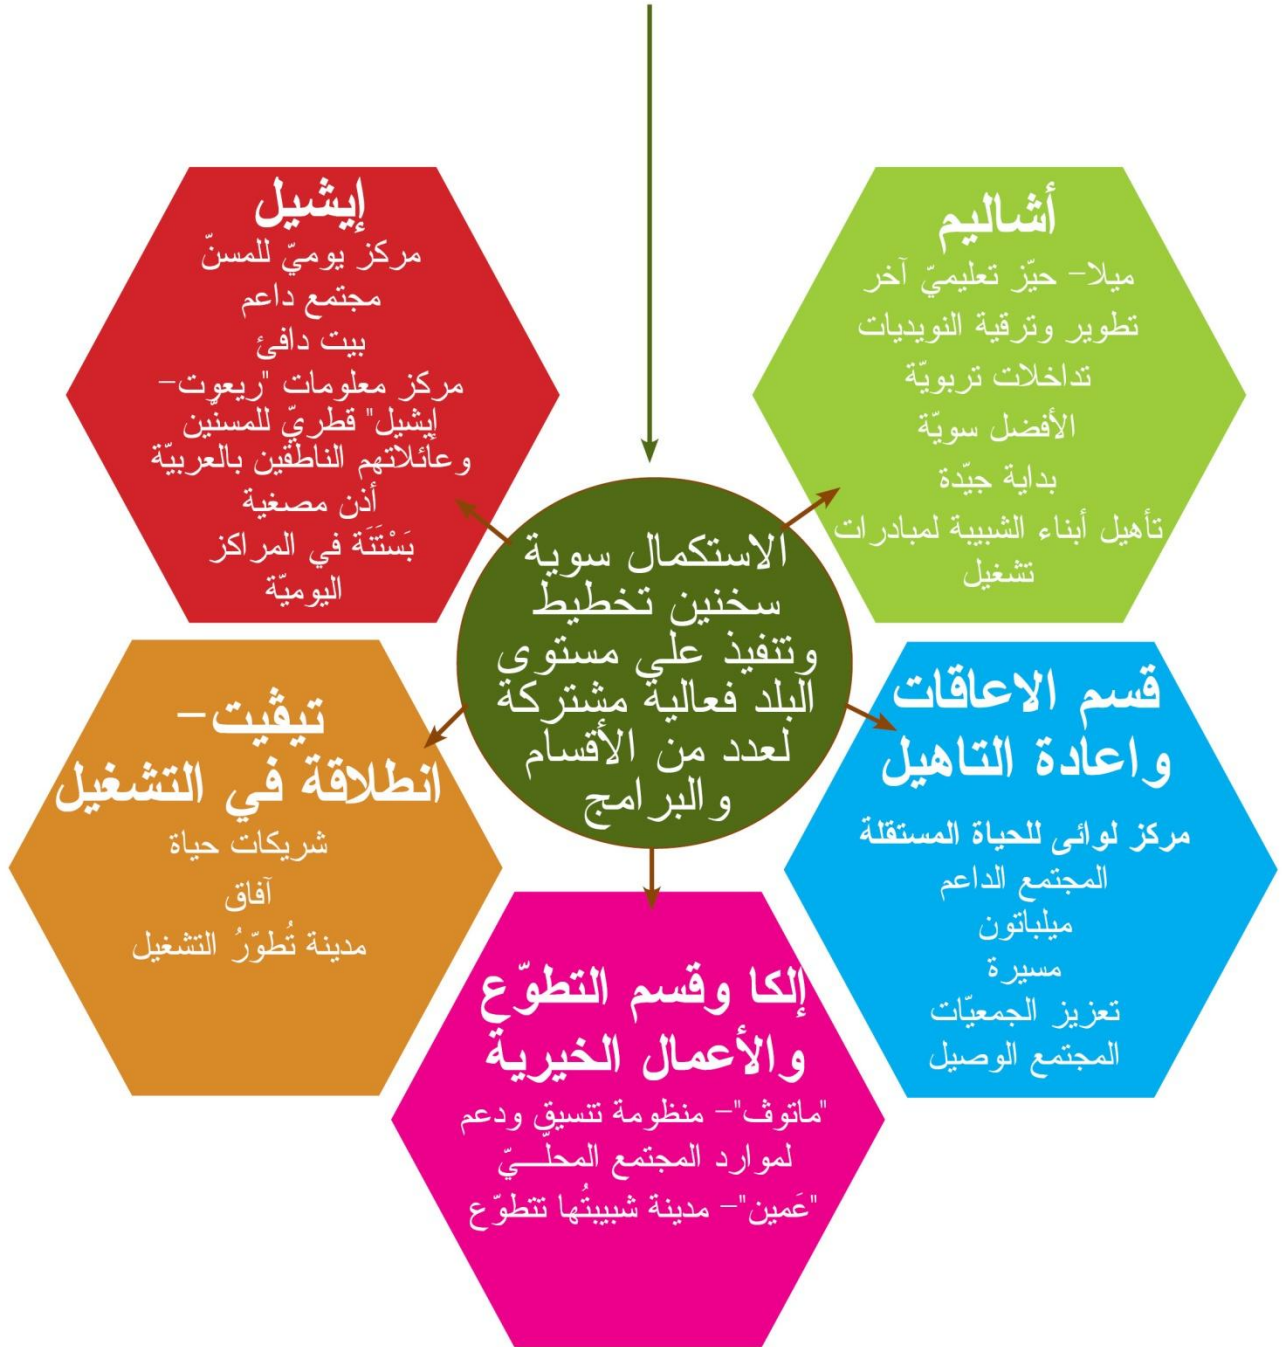 أشاليم
ميلا– حيّز تعليميّ آخر
تطوير وترقية النويديات
تداخلات تربويّة
الأفضل سويّة
بداية جيّدة
تأهيل أبناء الشبيبة لمبادرات
تشغيل
إيشيل
مركز يوميّ للمسنّ
مجتمع داعم
بيت دافئ
مركز معلومات "ريعوت–
إيشيل" قطريّ للمسنّين
وعائلاتهم الناطقين بالعربيّة
أذن مصغية
بَسْتَنَة في المراكز
اليوميّة
الاستكمال سوية
سخنين تخطيط
وتنفيذ على مستوى
البلد فعالية مشتركة
لعدد من الأقسام
والبرامج
قسم الاعاقات
واعادة التاهيل
مركز لوائى للحياة المستقلة
المجتمع الداعم
ميلباتون
مسيرة
تعزيز الجمعيّات
المجتمع الوصيل
تيڤيت–
انطلاقة في التشغيل
شريكات حياة
آفاق
مدينة تُطوّرُ التشغيل
إلكا وقسم التطوّع
والأعمال الخيرية
"ماتوڤ"– منظومة تنسيق ودعم
لموارد المجتمع المحلّـــيّ
"عَمين"– مدينة شبيبتُها تتطوّع